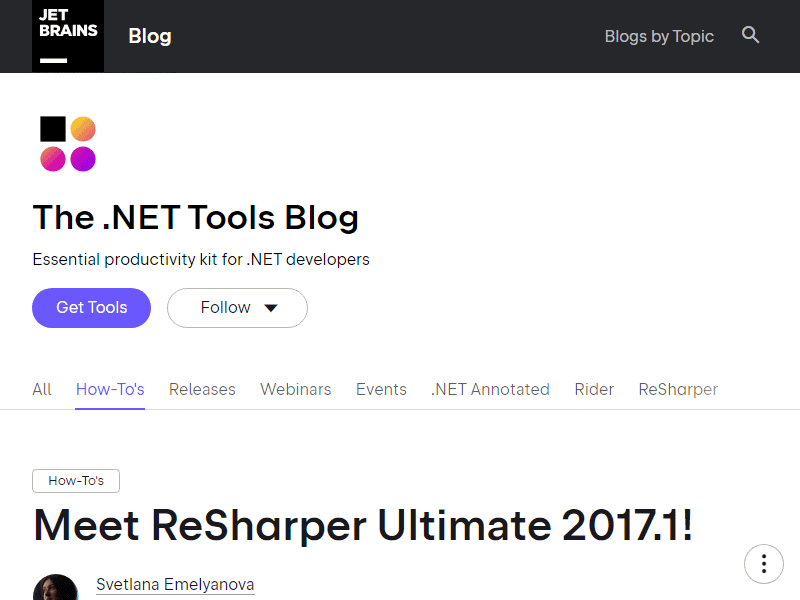 JET
BRAINS
Blog
Blogs by Topic
The .NET Tools Blog
Essential productivity kit for .NET developers
Get Tools
Follow
All How-To's Releases Webinars Events .NET Annotated Rider ReSharper
How-To's
Meet ReSharper Ultimate 2017.1!
Svetlana Emelyanova